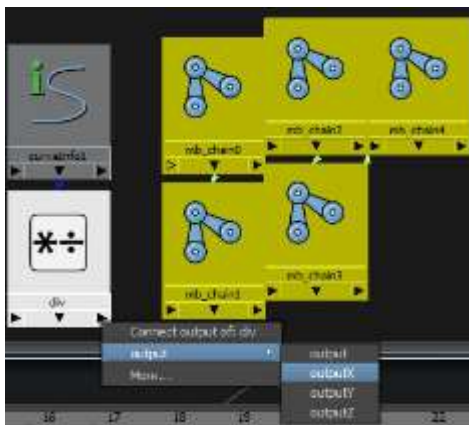 mb_chain2 mb_chain4
curveInfo1 mb_chain0
div mb_chain1 mb_chain3
Connect output of: div
output output
More.... outputX
outputY
outputZ
16 17 18 19 22